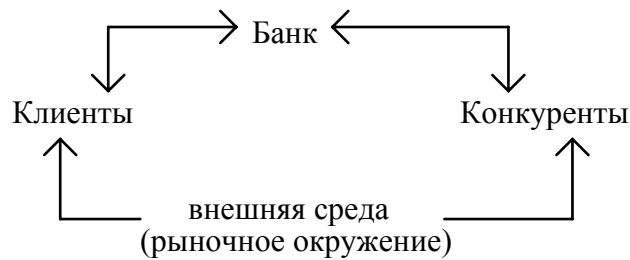 Банк
Клиенты
Конкуренты
внешняя среда
(рыночное окружение)